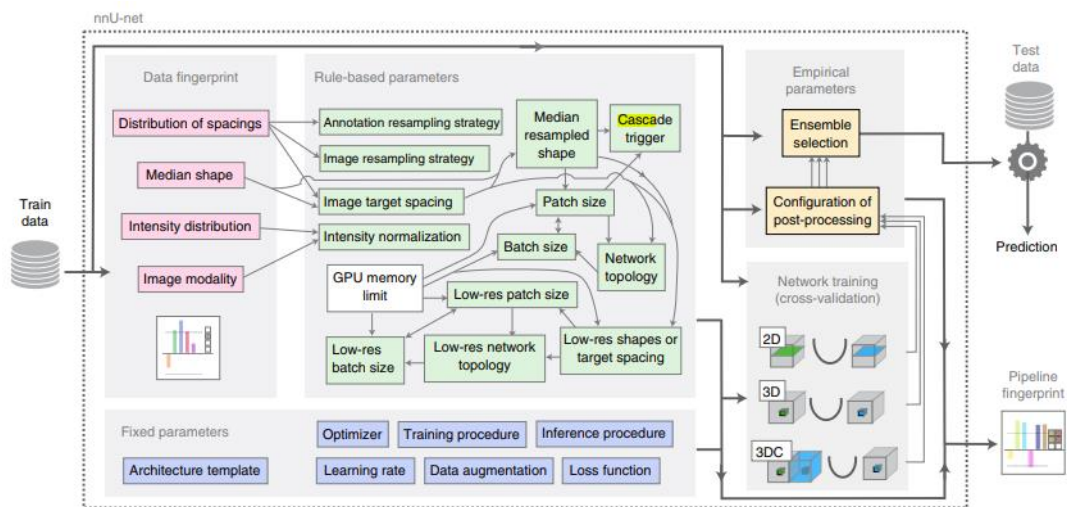 nnU-net
Train
data
Data fingerprint
Distribution of spacings
Median shape
Intensity distribution
Image modality
Rule-based parameters
Annotation resampling strategy
Image resampling strategy
Image target spacing
Intensity normalization
Median
resampled
shape
Cascade
trigger
Patch size
Batch size
Network
topology
GPU memory
limit
Low-res patch size
Low-res
batch size
Low-res network
topology
Low-res shapes or
target spacing
Fixed parameters
Architecture template
Optimizer
Training procedure
Inference procedure
Learning rate
Data augmentation
Loss function
Empirical
parameters
Ensemble
selection
Configuration of
post-processing
Network training
(cross-validation)
2D
3D
3DC
Test
data
Prediction
Pipeline
fingerprint